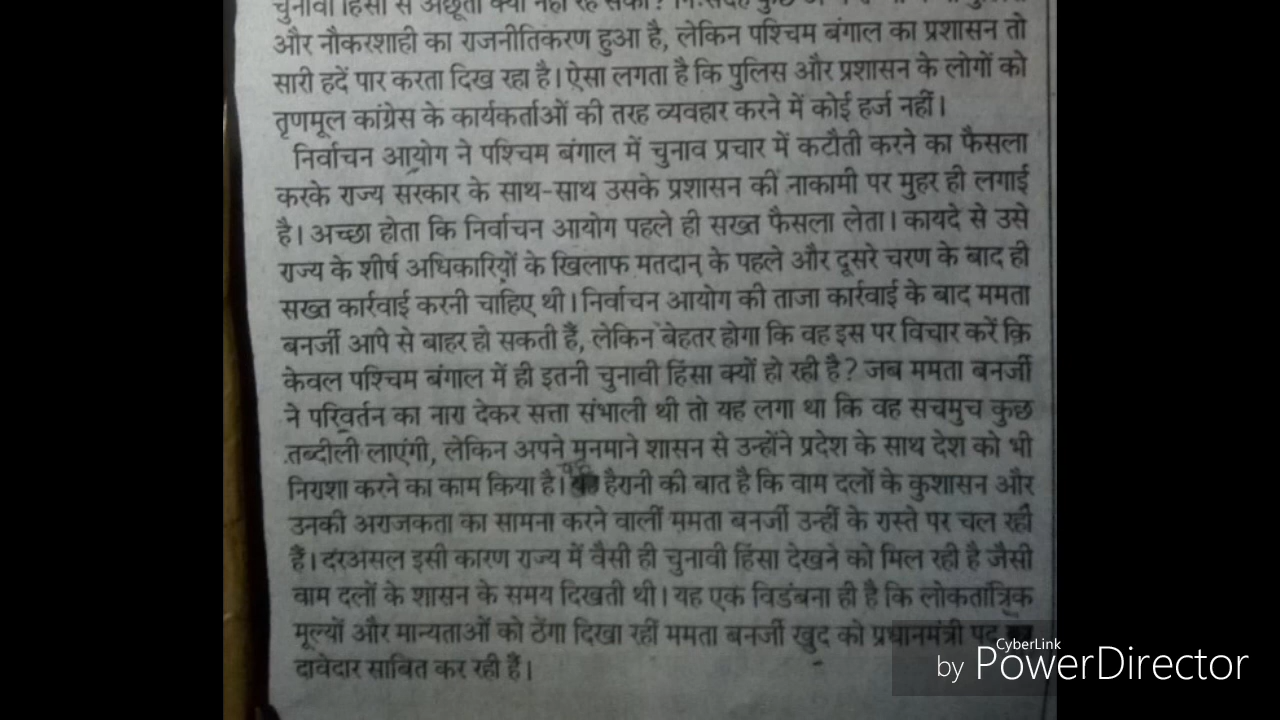 चुनावी हिंसा से अछूता क्यों नहीं रह सका? निःसंदेह कुछ
और नौकरशाही का राजनीतिकरण हुआ है, लेकिन पश्चिम बंगाल का प्रशासन तो
सारी हदें पार करता दिख रहा है। ऐसा लगता है कि पुलिस और प्रशासन के लोगों को
तृणमूल कांग्रेस के कार्यकर्ताओं की तरह व्यवहार करने में कोई हर्ज नहीं।
निर्वाचन आयोग ने पश्चिम बंगाल में चुनाव प्रचार में कटौती करने का फैसला
करके राज्य सरकार के साथ-साथ उसके प्रशासन की नाकामी पर मुहर ही लगाई
है। अच्छा होता कि निर्वाचन आयोग पहले ही सख्त फैसला लेता। कायदे से उसे
राज्य के शीर्ष अधिकारियों के खिलाफ मतदान के पहले और दूसरे चरण के बाद ही
सख्त कार्रवाई करनी चाहिए थी। निर्वाचन आयोग की ताजा कार्रवाई के बाद ममता
बनर्जी आपे से बाहर हो सकती हैं, लेकिन बेहतर होगा कि वह इस पर विचार करें कि
केवल पश्चिम बंगाल में ही इतनी चुनावी हिंसा क्यों हो रही है? जब ममता बनर्जी
ने परिवर्तन का नारा देकर सत्ता संभाली थी तो यह लगा था कि वह सचमुच कुछ
तब्दीली लाएंगी, लेकिन अपने मनमाने शासन से उन्होंने प्रदेश के साथ देश को भी
निराशा करने का काम किया है। यह हैरानी की बात है कि वाम दलों के कुशासन और
उनकी अराजकता का सामना करने वालीं ममता बनर्जी उन्हीं के रास्ते पर चल रही
हैं। दरअसल इसी कारण राज्य में वैसी ही चुनावी हिंसा देखने को मिल रही है जैसी
वाम दलों के शासन के समय दिखती थी। यह एक विडंबना ही है कि लोकतांत्रिक
मूल्यों और मान्यताओं को ठेंगा दिखा रहीं ममता बनर्जी खुद को प्रधानमंत्री पद का
दावेदार साबित कर रही हैं।
CyberLink
by PowerDirector